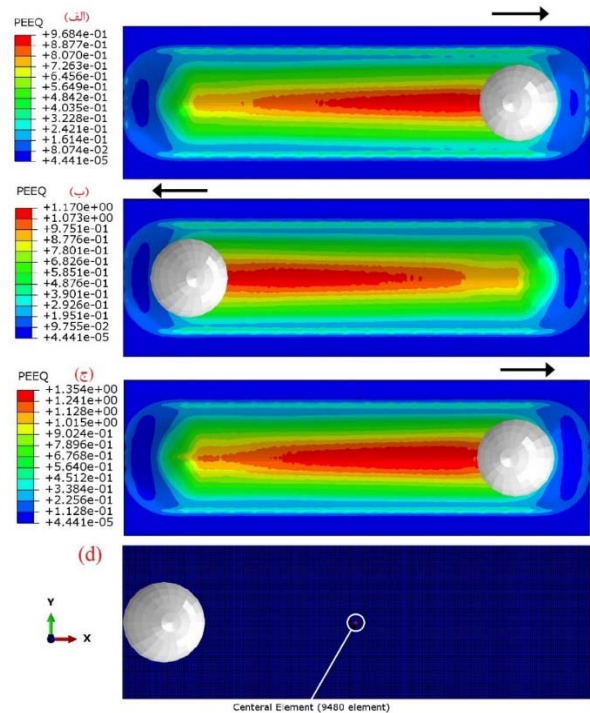 PEEQ (الف)
+9.684e-01
+8.877e-01
+8.070e-01
+7.263e-01
+6.456e-01
+5.649e-01
+4.842e-01
+4.035e-01
+3.228e-01
+2.421e-01
+1.614e-01
+8.074e-02
+4.441e-05
PEEQ (ب)
+1.170e+00
+1.073e+00
+9.751e-01
+8.776e-01
+7.801e-01
+6.826e-01
+5.851e-01
+4.876e-01
+3.901e-01
+2.926e-01
+1.951e-01
+9.755e-02
+4.441e-05
PEEQ (ج)
+1.354e+00
+1.241e+00
+1.128e+00
+1.015e+00
+9.024e-01
+7.896e-01
+6.768e-01
+5.640e-01
+4.512e-01
+3.384e-01
+2.256e-01
+1.128e-01
+4.441e-05
(d)
Y
X
Centeral Element (9480 element)